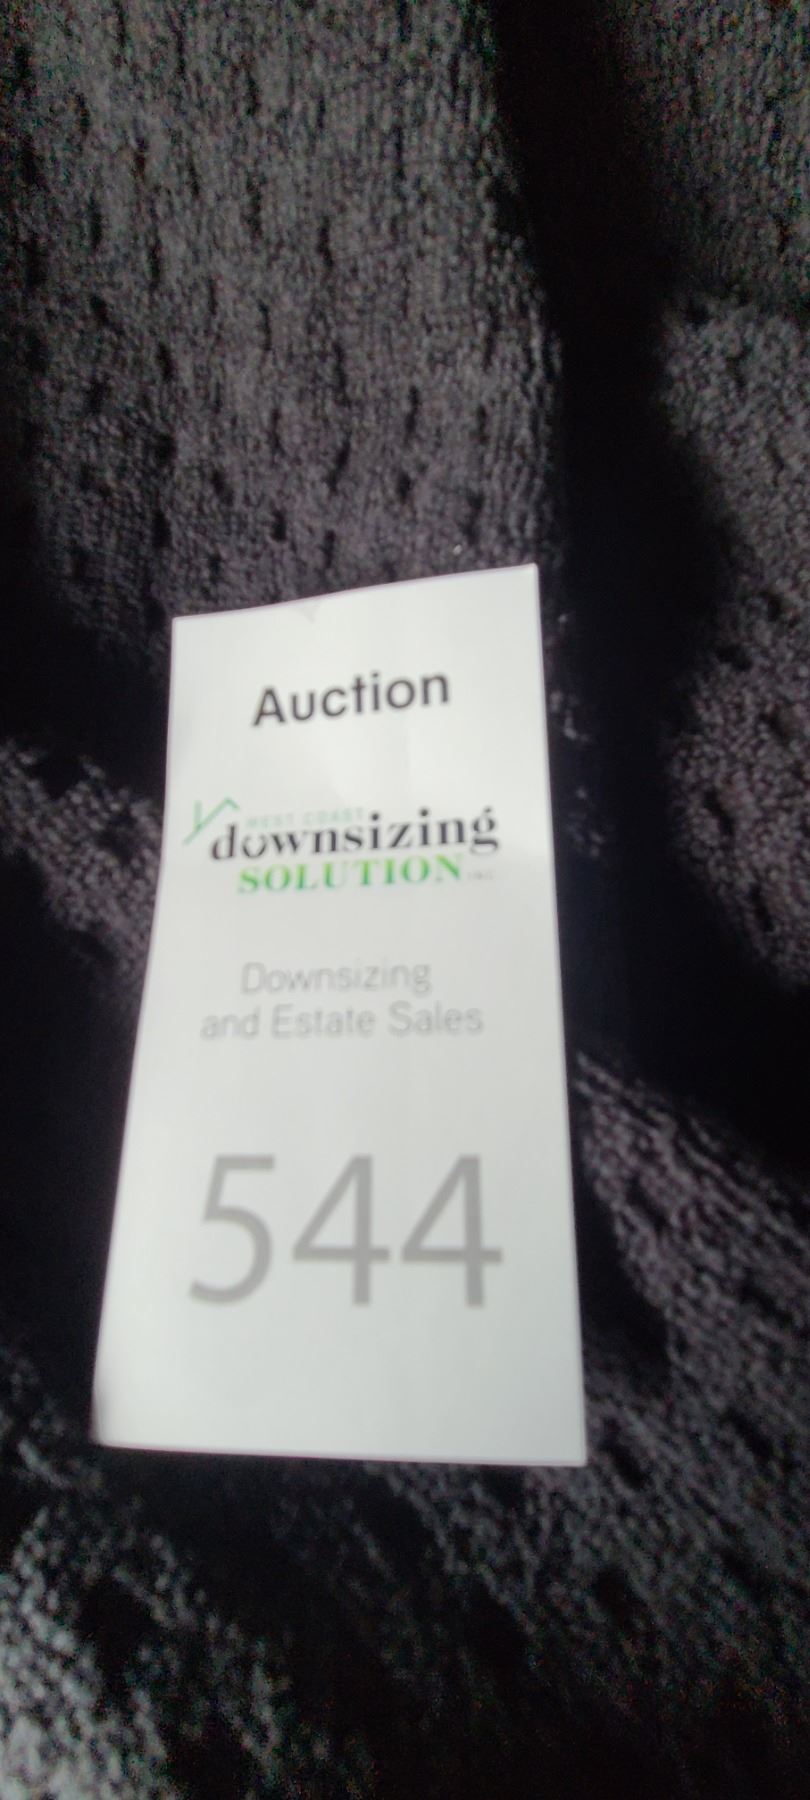 Auction
WEST COAST
downsizing
SOLUTION INC
Downsizing
and Estate Sales
544